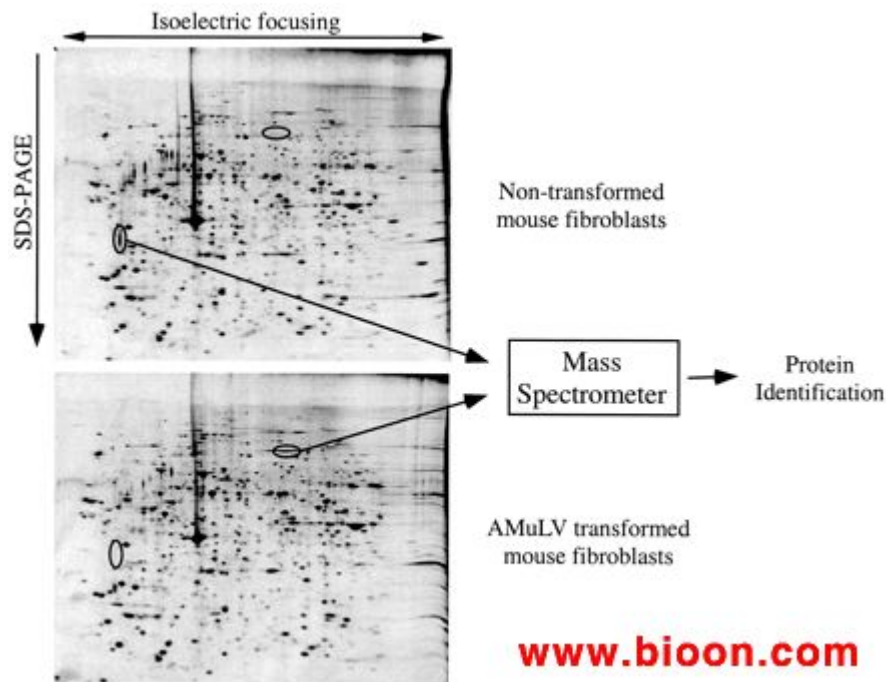 Isoelectric focusing
SDS-PAGE
Non-transformed
mouse fibroblasts
Mass
Spectrometer
Protein
Identification
AMuLV transformed
mouse fibroblasts
www.bioon.com